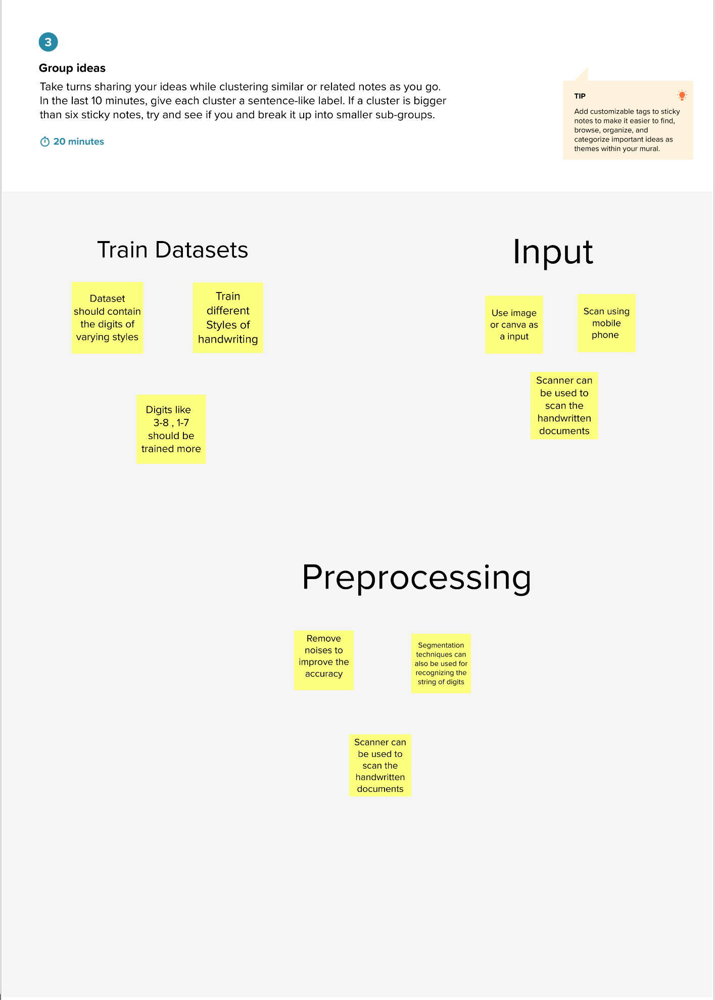 3
Group ideas
Take turns sharing your ideas while clustering similar or related notes as you go.
In the last 10 minutes, give each cluster a sentence-like label. If a cluster is bigger
than six sticky notes, try and see if you and break it up into smaller sub-groups.
20 minutes
TIP
Add customizable tags to sticky
notes to make it easier to find,
browse, organize, and
categorize important ideas as
themes within your mural.
Train Datasets
Dataset
should contain
the digits of
varying styles
Train
different
Styles of
handwriting
Digits like
3-8 , 1-7
should be
trained more
Input
Use image
or canva as
a input
Scan using
mobile
phone
Scanner can
be used to
scan the
handwritten
documents
Preprocessing
Remove
noises to
improve the
accuracy
Segmentation
techniques can
also be used for
recognizing the
string of digits
Scanner can
be used to
scan the
handwritten
documents